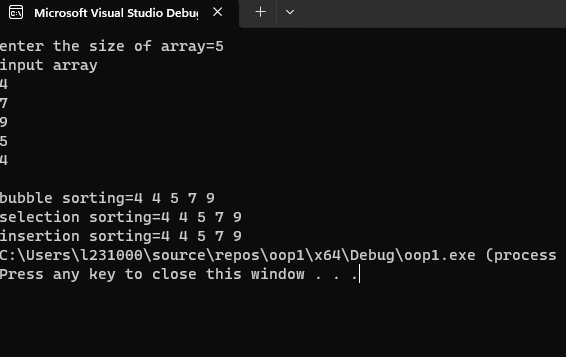 Microsoft Visual Studio Debu
enter the size of array=5
input array
4
7
9
5
4
bubble sorting=4 4 5 7 9
selection sorting=4 4 5 7 9
insertion sorting=4 4 5 7 9
C:\Users\l231000\source\repos\oop1\x64\Debug\oop1.exe (process
Press any key to close this window . . .